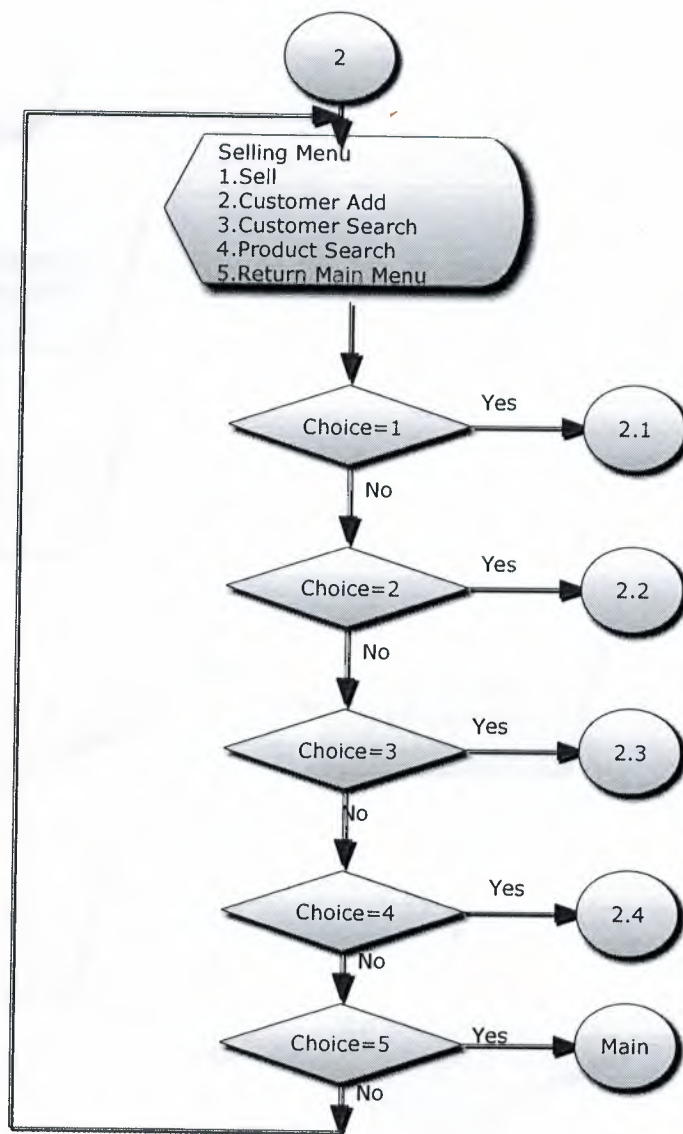 2
Selling Menu
1.Sell
2.Customer Add
3.Customer Search
4.Product Search
5.Return Main Menu
Choice=1
Yes
2.1
No
Choice=2
Yes
2.2
No
Choice=3
Yes
2.3
No
Choice=4
Yes
2.4
No
Choice=5
Yes
Main
No